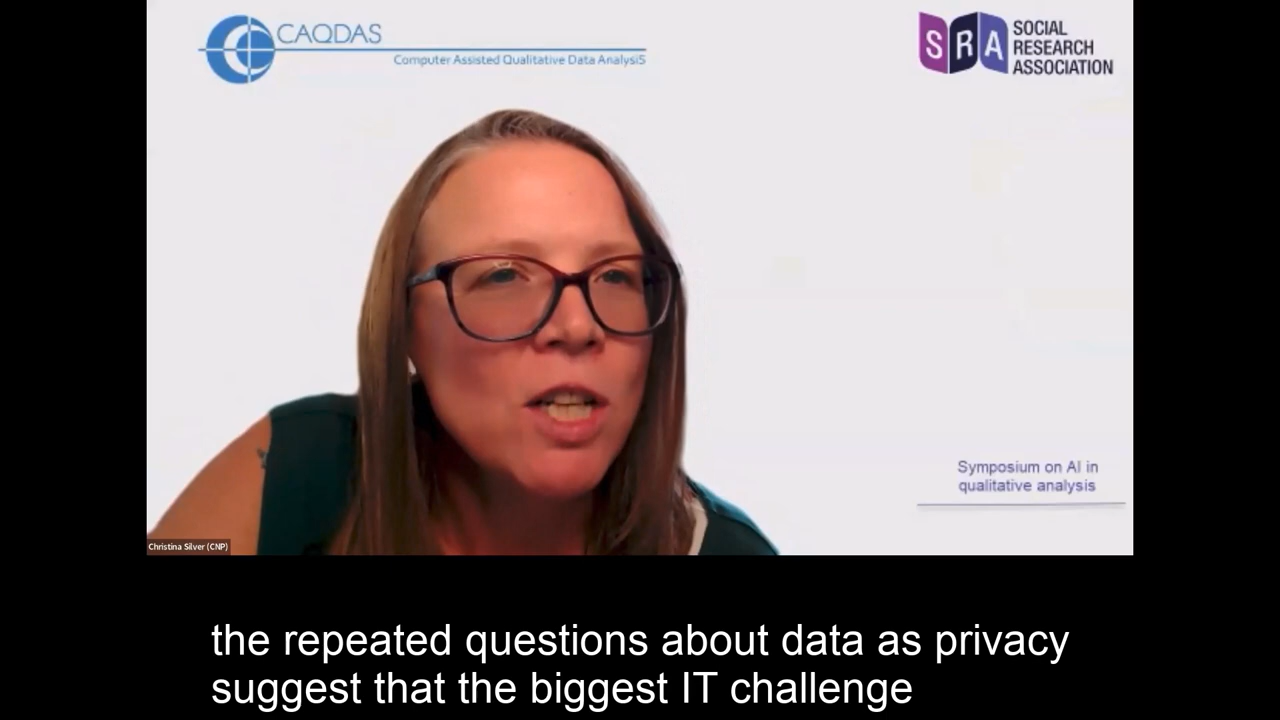 CAQDAS
Computer Assisted Qualitative Data AnalysiS
SRA
SOCIAL
RESEARCH
ASSOCIATION
Symposium on AI in
qualitative analysis
Christina Silver (CNP)
the repeated questions about data as privacy
suggest that the biggest IT challenge